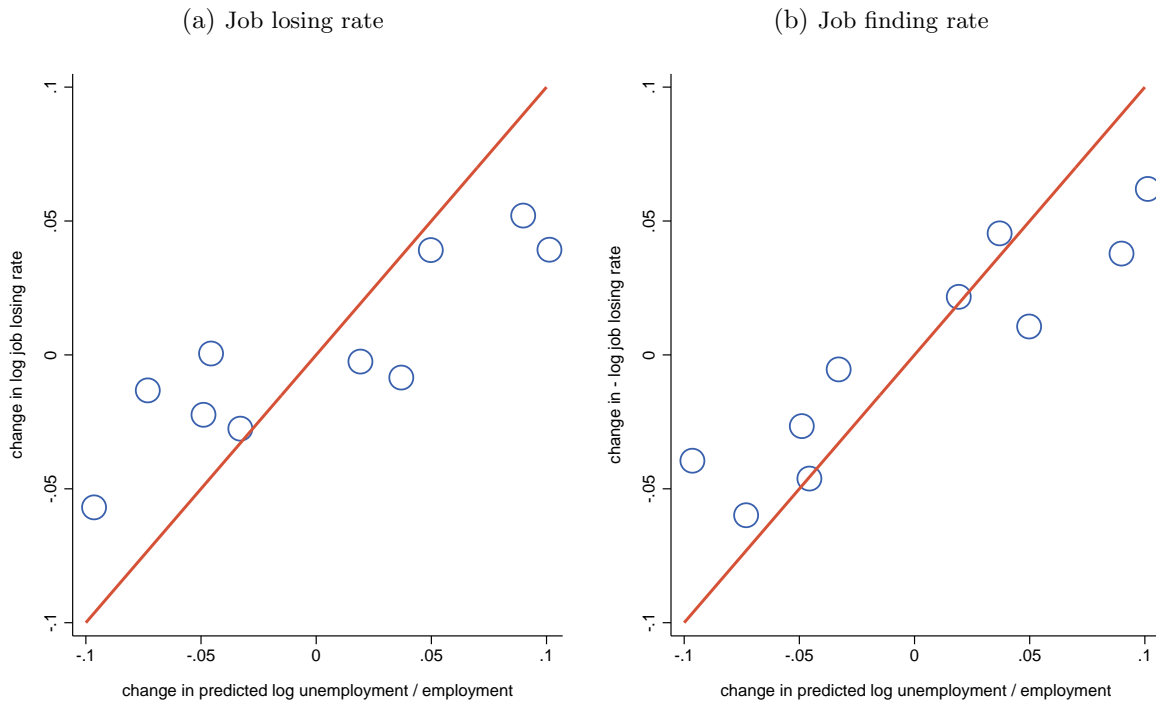 (a) Job losing rate
(b) Job finding rate
change in log job losing rate
.1
.05
0
-.05
-.1
-.1 -.05 0 .05 .1
change in predicted log unemployment / employment
change in - log job losing rate
.1
.05
0
-.05
-.1
-.1 -.05 0 .05 .1
change in predicted log unemployment / employment